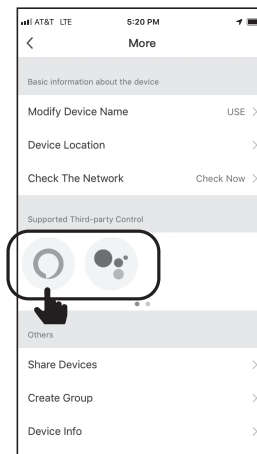 AT&T LTE 5:20 PM
More
Basic information about the device
Modify Device Name USE
Device Location
Check The Network Check Now
Supported Third-party Control
Others
Share Devices
Create Group
Device Info